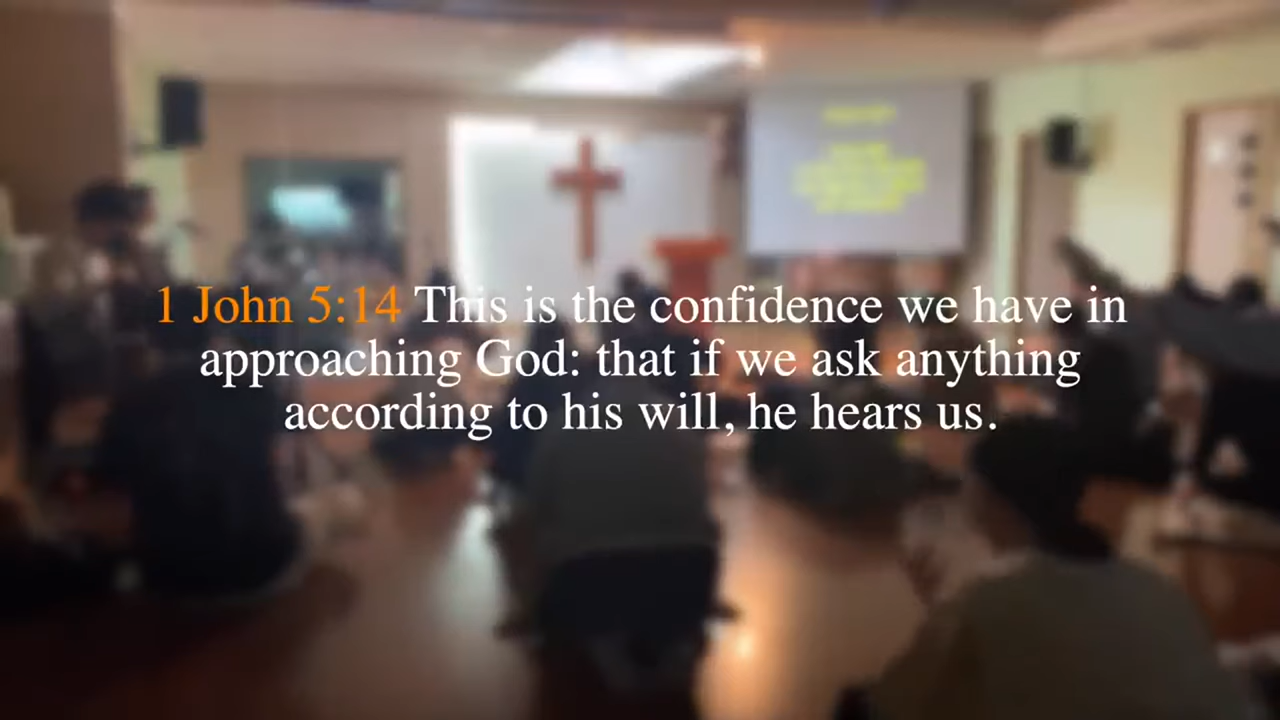 1 John 5:14 This is the confidence we have in
approaching God: that if we ask anything
according to his will, he hears us.